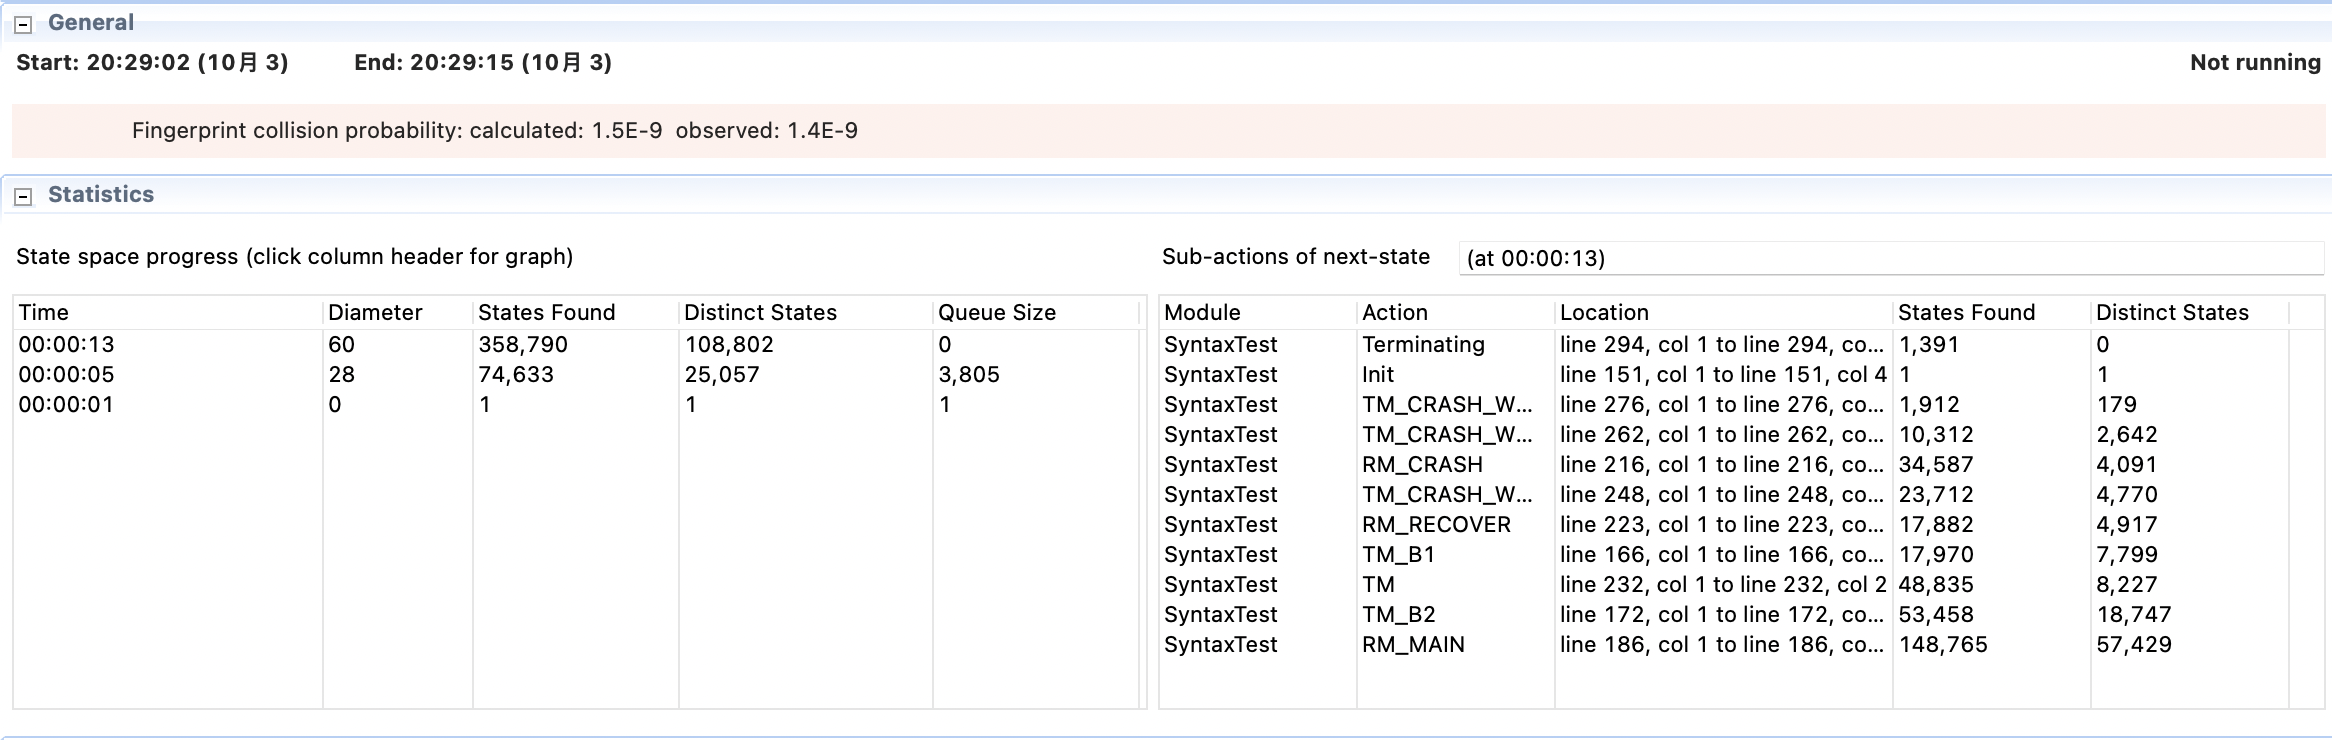 General
Start: 20:29:02 (10月 3) End: 20:29:15 (10月 3) Not running
Fingerprint collision probability: calculated: 1.5E-9 observed: 1.4E-9
Statistics
State space progress (click column header for graph)
Time Diameter States Found Distinct States Queue Size
00:00:13 60 358,790 108,802 0
00:00:05 28 74,633 25,057 3,805
00:00:01 0 1 1 1
Sub-actions of next-state (at 00:00:13)
Module Action Location States Found Distinct States
SyntaxTest Terminating line 294, col 1 to line 294, co... 1,391 0
SyntaxTest Init line 151, col 1 to line 151, col 4 1 1
SyntaxTest TM_CRASH_W... line 276, col 1 to line 276, co... 1,912 179
SyntaxTest TM_CRASH_W... line 262, col 1 to line 262, co... 10,312 2,642
SyntaxTest RM_CRASH line 216, col 1 to line 216, co... 34,587 4,091
SyntaxTest TM_CRASH_W... line 248, col 1 to line 248, co... 23,712 4,770
SyntaxTest RM_RECOVER line 223, col 1 to line 223, co... 17,882 4,917
SyntaxTest TM_B1 line 166, col 1 to line 166, co... 17,970 7,799
SyntaxTest TM line 232, col 1 to line 232, col 2 48,835 8,227
SyntaxTest TM_B2 line 172, col 1 to line 172, co... 53,458 18,747
SyntaxTest RM_MAIN line 186, col 1 to line 186, co... 148,765 57,429